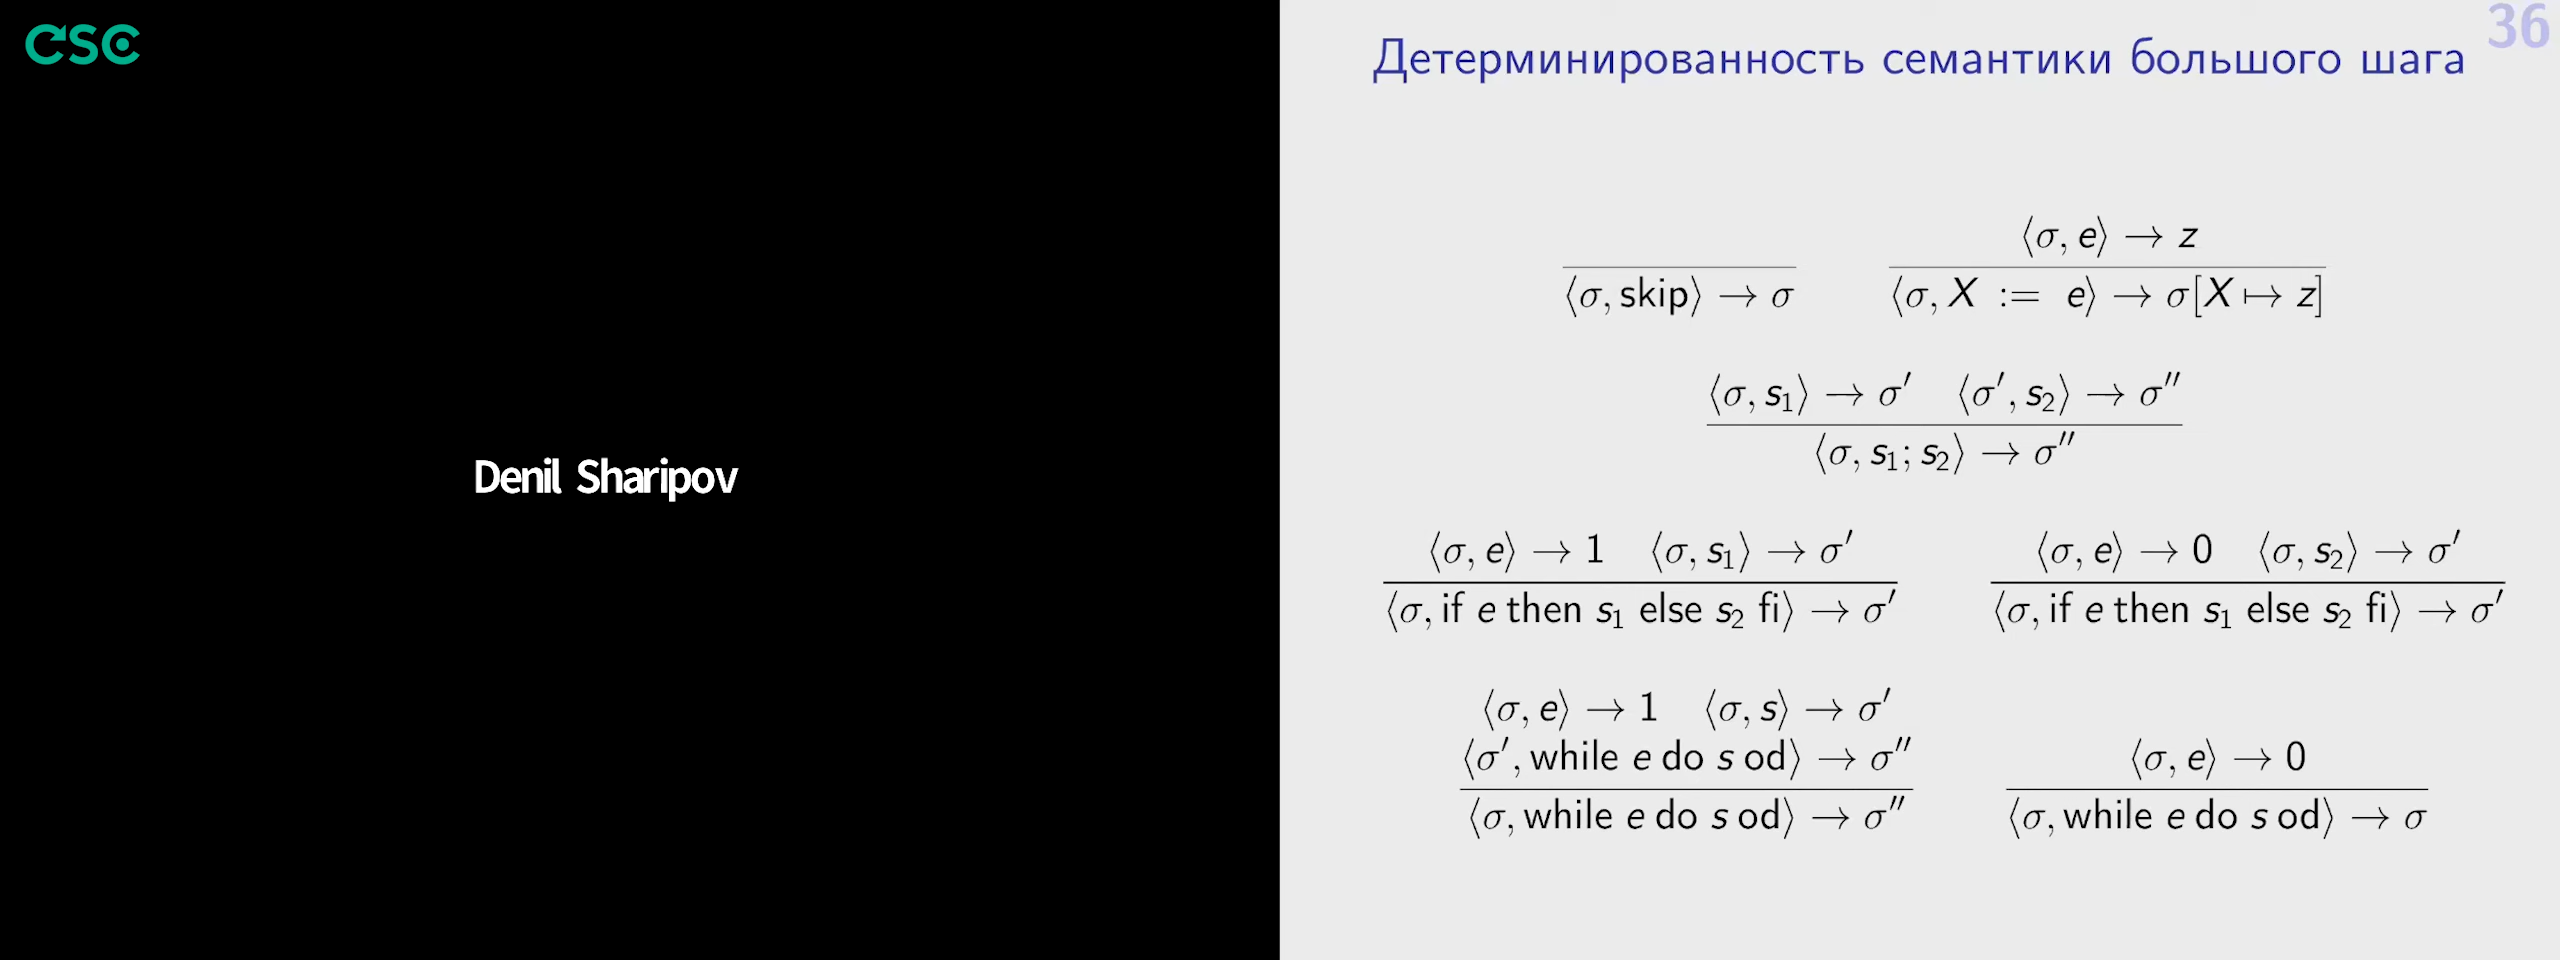 CSC
Denil Sharipov
36
Детерминированность семантики большого шага
⟨σ, e⟩ → z
⟨σ, skip⟩ → σ ⟨σ, X := e⟩ → σ[X ↦ z]
⟨σ, s₁⟩ → σ′ ⟨σ′, s₂⟩ → σ″
⟨σ, s₁; s₂⟩ → σ″
⟨σ, e⟩ → 1 ⟨σ, s₁⟩ → σ′ ⟨σ, e⟩ → 0 ⟨σ, s₂⟩ → σ′
⟨σ, if e then s₁ else s₂ fi⟩ → σ′ ⟨σ, if e then s₁ else s₂ fi⟩ → σ′
⟨σ, e⟩ → 1 ⟨σ, s⟩ → σ′
⟨σ′, while e do s od⟩ → σ″ ⟨σ, e⟩ → 0
⟨σ, while e do s od⟩ → σ″ ⟨σ, while e do s od⟩ → σ